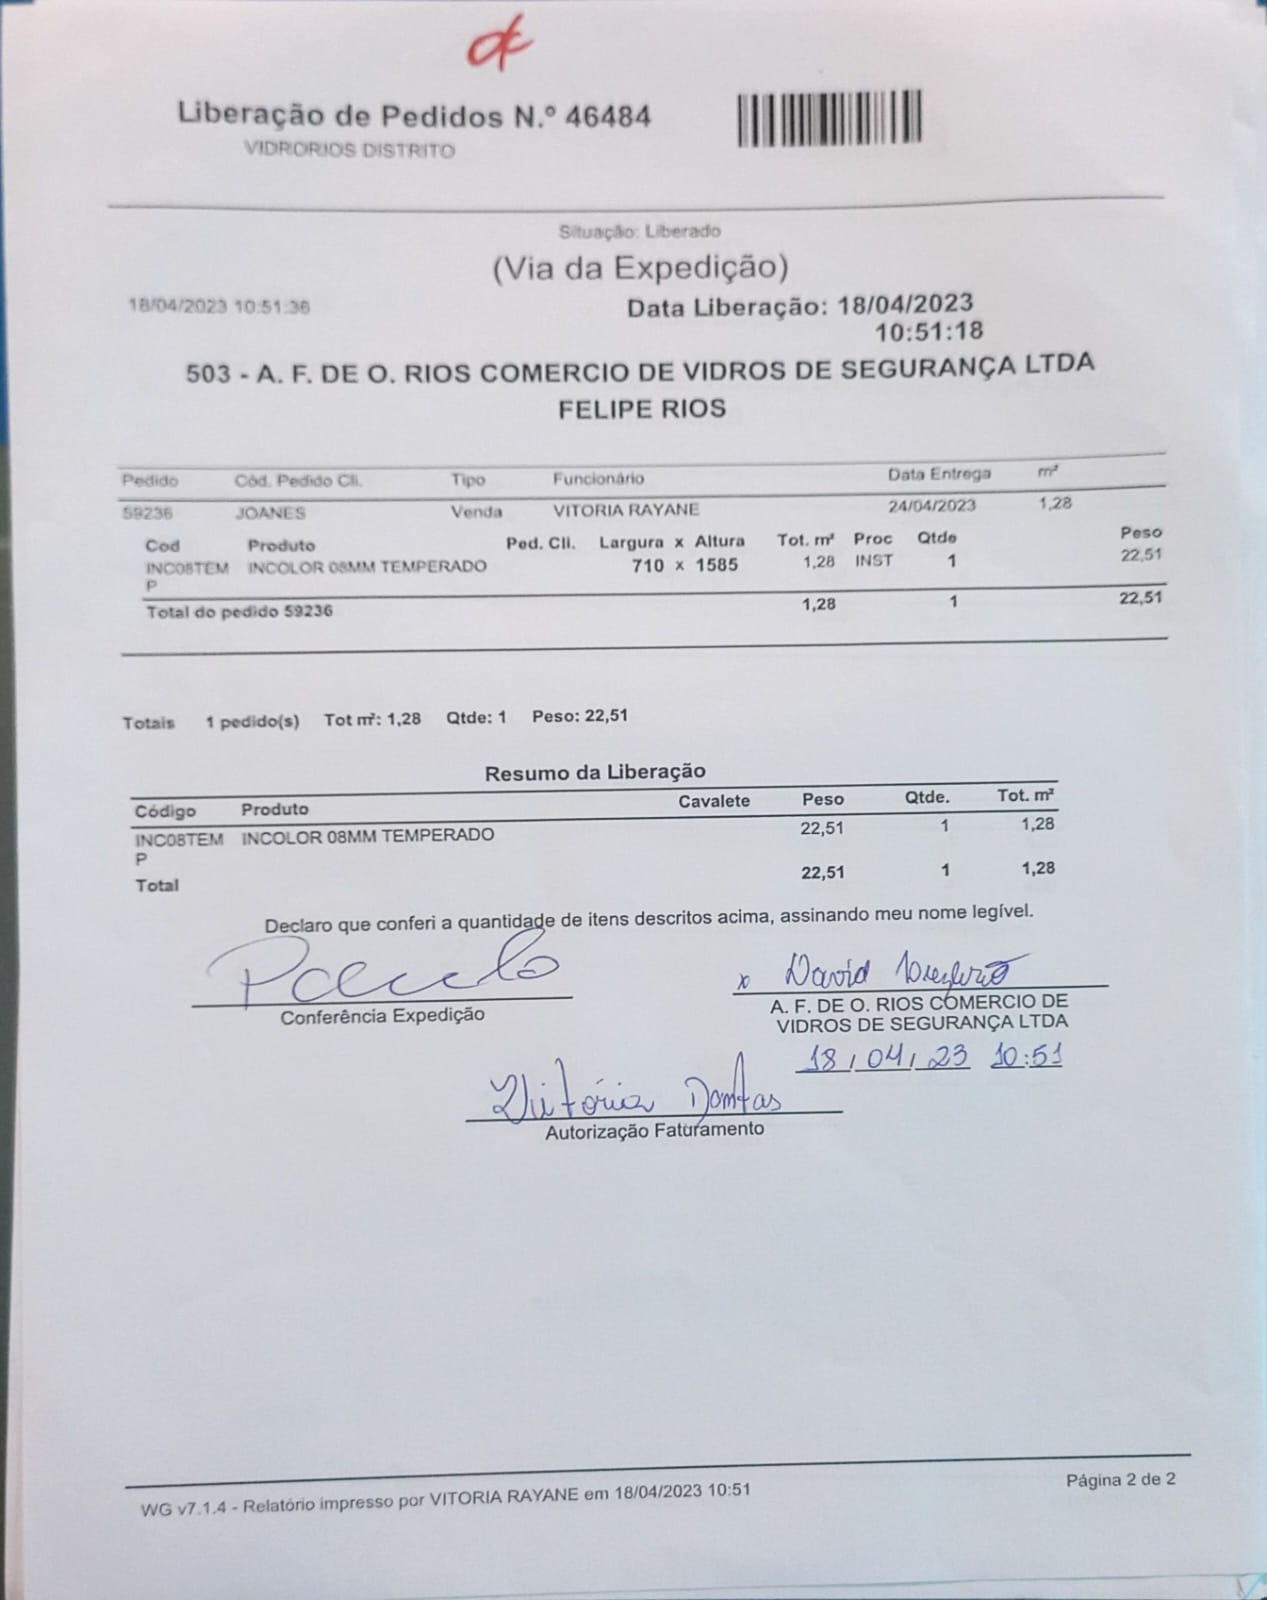 ok
Liberação de Pedidos N.º 46484
VIDRORIOS DISTRITO
Situação: Liberado
(Via da Expedição)
18/04/2023 10:51:36 Data Liberação: 18/04/2023
10:51:18
503 - A. F. DE O. RIOS COMERCIO DE VIDROS DE SEGURANÇA LTDA
FELIPE RIOS
Pedido Cód. Pedido Cli. Tipo Funcionário Data Entrega m²
59236 JOANES Venda VITORIA RAYANE 24/04/2023 1,28
Cod Produto Ped. Cli. Largura x Altura Tot. m² Proc Qtde Peso
INC08TEM INCOLOR 08MM TEMPERADO 710 x 1585 1,28 INST 1 22,51
P
Total do pedido 59236 1,28 1 22,51
Totais 1 pedido(s) Tot m²: 1,28 Qtde: 1 Peso: 22,51
Resumo da Liberação
Código Produto Cavalete Peso Qtde. Tot. m²
INC08TEM INCOLOR 08MM TEMPERADO 22,51 1 1,28
P
Total 22,51 1 1,28
Declaro que conferi a quantidade de itens descritos acima, assinando meu nome legível.
x David
Conferência Expedição
A. F. DE O. RIOS COMERCIO DE
VIDROS DE SEGURANÇA LTDA
18/04/23 10:51
Vitória Dantas
Autorização Faturamento
WG v7.1.4 - Relatório impresso por VITORIA RAYANE em 18/04/2023 10:51 Página 2 de 2